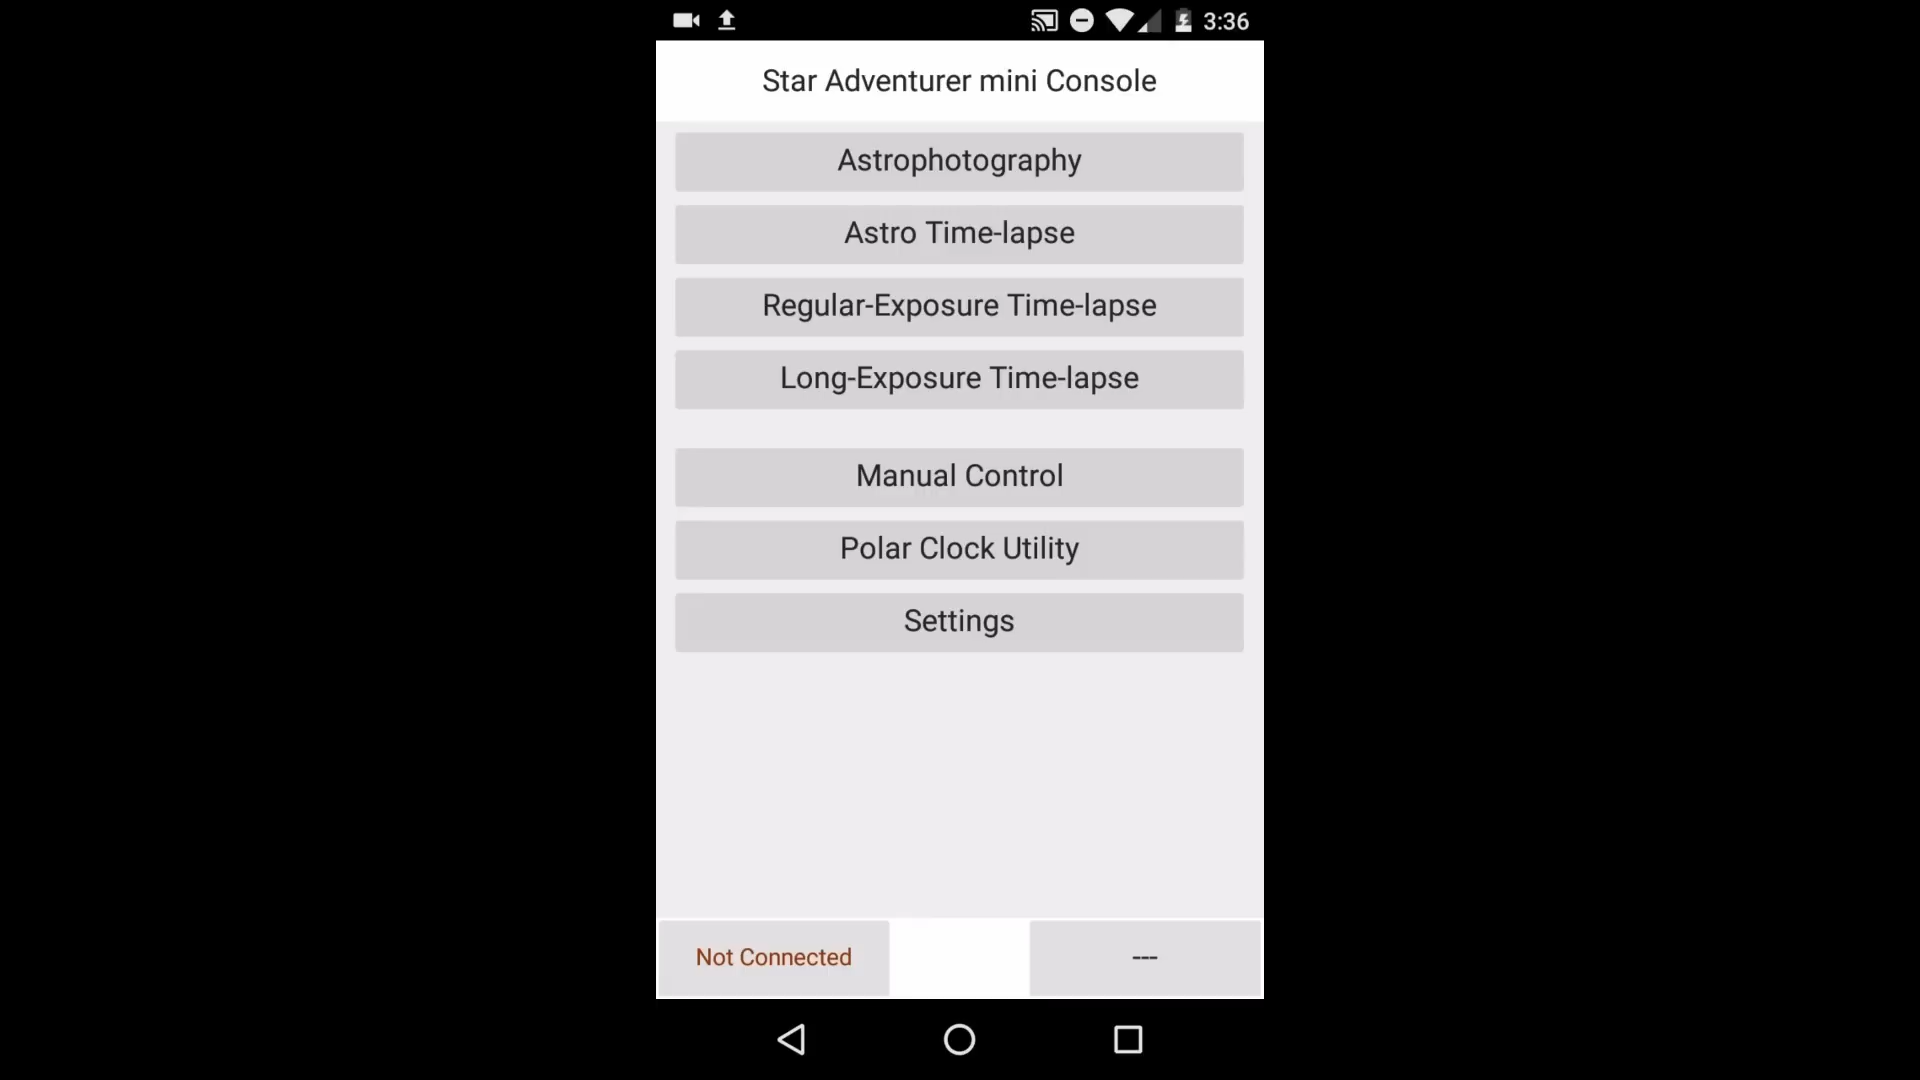 3:36
Star Adventurer mini Console
Astrophotography
Astro Time-lapse
Regular-Exposure Time-lapse
Long-Exposure Time-lapse
Manual Control
Polar Clock Utility
Settings
Not Connected
---